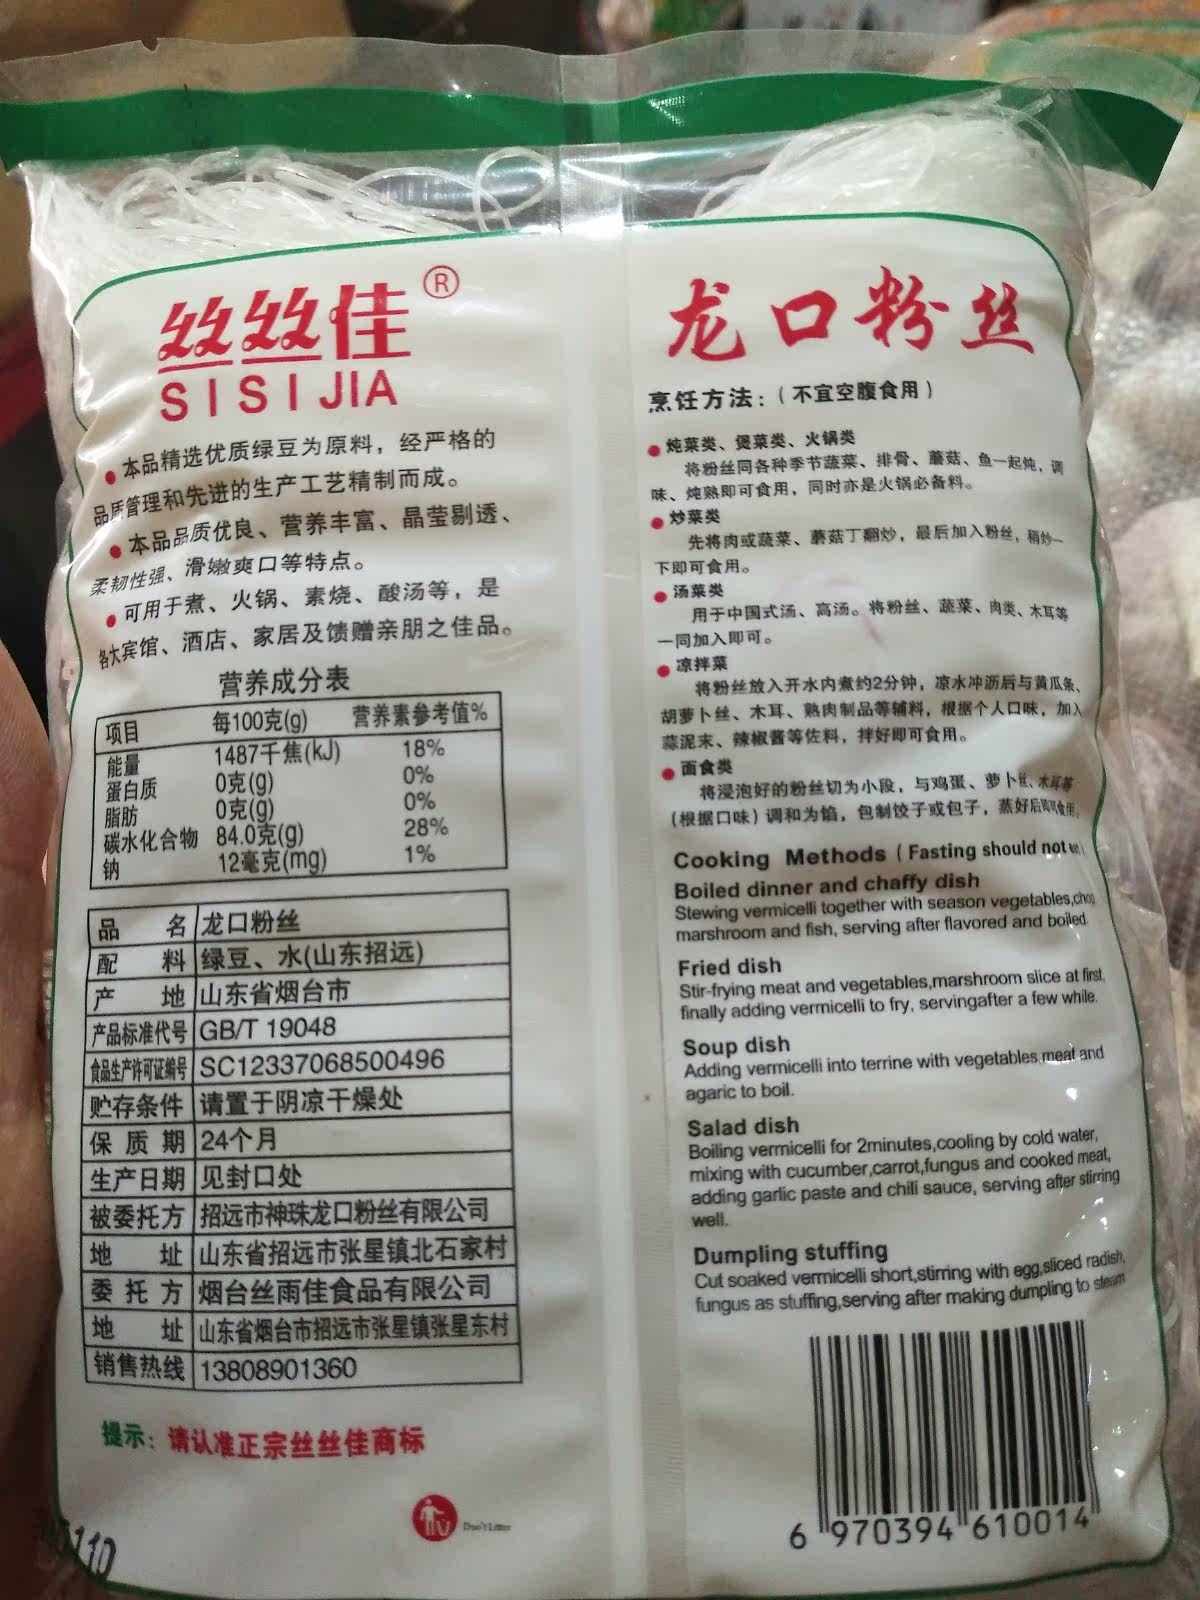 丝丝佳®
SISIJIA
●本品精选优质绿豆为原料，经严格的
品质管理和先进的生产工艺精制而成。
●本品品质优良、营养丰富、晶莹剔透、
柔韧性强、滑嫩爽口等特点。
●可用于煮、火锅、素烧、酸汤等，是
各大宾馆、酒店、家居及馈赠亲朋之佳品。
营养成分表
项目 每100克(g) 营养素参考值%
能量 1487千焦(kJ) 18%
蛋白质 0克(g) 0%
脂肪 0克(g) 0%
碳水化合物 84.0克(g) 28%
钠 12毫克(mg) 1%
品名 龙口粉丝
配料 绿豆、水(山东招远)
产地 山东省烟台市
产品标准代号 GB/T 19048
食品生产许可证编号 SC12337068500496
贮存条件 请置于阴凉干燥处
保质期 24个月
生产日期 见封口处
被委托方 招远市神珠龙口粉丝有限公司
地址 山东省招远市张星镇北石家村
委托方 烟台丝雨佳食品有限公司
地址 山东省烟台市招远市张星镇张星东村
销售热线 13808901360
提示：请认准正宗丝丝佳商标
Don't Litter
110
龙口粉丝
烹饪方法：（不宜空腹食用）
●炖菜类、煲菜类、火锅类
将粉丝同各种季节蔬菜、排骨、蘑菇、鱼一起炖，调
味、炖熟即可食用，同时亦是火锅必备料。
●炒菜类
先将肉或蔬菜、蘑菇丁翻炒，最后加入粉丝，稍炒一
下即可食用。
●汤菜类
用于中国式汤、高汤。将粉丝、蔬菜、肉类、木耳等
一同加入即可。
●凉拌菜
将粉丝放入开水内煮约2分钟，凉水冲沥后与黄瓜条、
胡萝卜丝、木耳、熟肉制品等辅料，根据个人口味，加入
蒜泥末、辣椒酱等佐料，拌好即可食用。
●面食类
将浸泡好的粉丝切为小段，与鸡蛋、萝卜丝、木耳等
（根据口味）调和为馅，包制饺子或包子，蒸好后即可食用。
Cooking Methods ( Fasting should not eat )
Boiled dinner and chaffy dish
Stewing vermicelli together with season vegetables,chop
marshroom and fish, serving after flavored and boiled.
Fried dish
Stir-frying meat and vegetables,marshroom slice at first,
finally adding vermicelli to fry, servingafter a few while.
Soup dish
Adding vermicelli into terrine with vegetables,meat and
agaric to boil.
Salad dish
Boiling vermicelli for 2minutes,cooling by cold water,
mixing with cucumber,carrot,fungus and cooked meat,
adding garlic paste and chili sauce, serving after stirring
well.
Dumpling stuffing
Cut soaked vermicelli short,stirring with egg,sliced radish,
fungus as stuffing,serving after making dumpling to steam
6 970394 610014